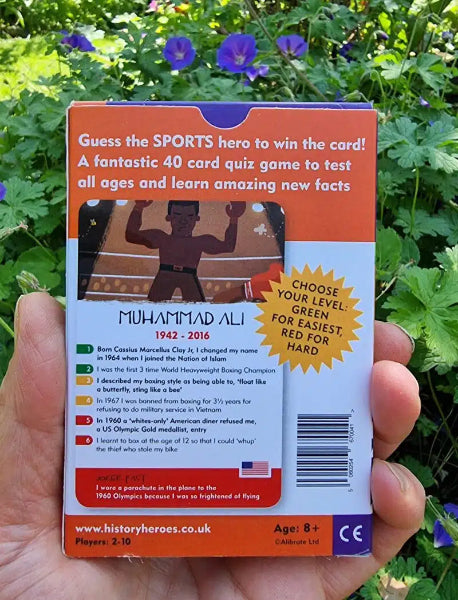 Guess the SPORTS hero to win the card!
A fantastic 40 card quiz game to test
all ages and learn amazing new facts
MUHAMMAD ALI
1942 - 2016
1 Born Cassius Marcellus Clay Jr, I changed my name
in 1964 when I joined the Nation of Islam
2 I was the first 3 time World Heavyweight Boxing Champion
3 I described my boxing style as being able to, 'float like
a butterfly, sting like a bee'
4 In 1967 I was banned from boxing for 3½ years for
refusing to do military service in Vietnam
5 In 1960 a 'whites-only' American diner refused me,
a US Olympic Gold medallist, entry
6 I learnt to box at the age of 12 so that I could 'whup'
the thief who stole my bike
I wore a parachute in the plane to the
1960 Olympics because I was so frightened of flying
CHOOSE
YOUR LEVEL:
GREEN
FOR EASIEST,
RED FOR
HARD
www.historyheroes.co.uk
Players: 2-10
Age: 8+
©Alibrate Ltd
CE